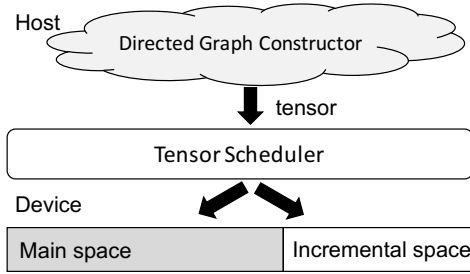 Host
Directed Graph Constructor
tensor
Tensor Scheduler
Device
Main space
Incremental space